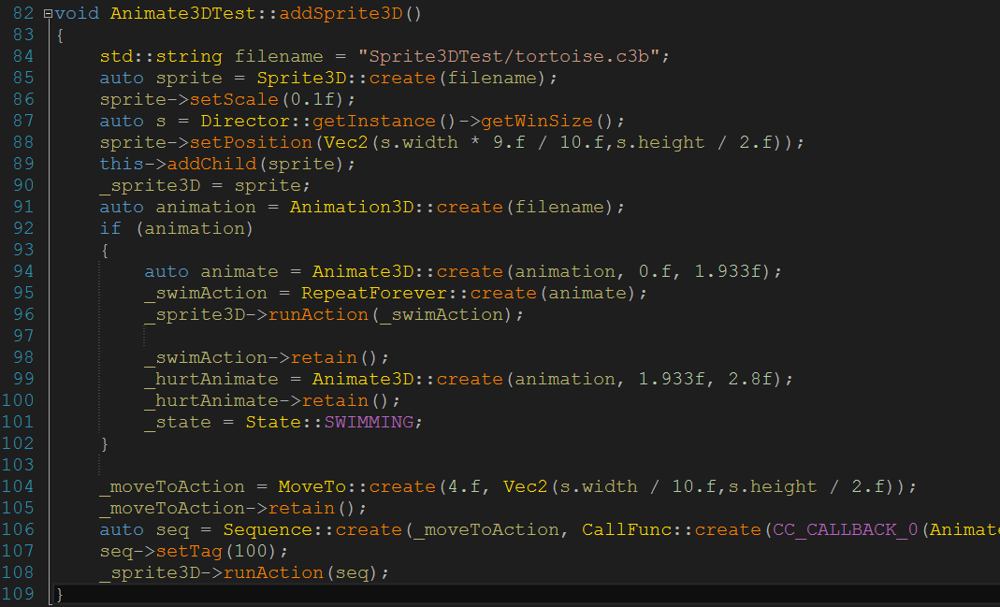 82 void Animate3DTest::addSprite3D()
83 {
84 std::string filename = "Sprite3DTest/tortoise.c3b";
85 auto sprite = Sprite3D::create(filename);
86 sprite->setScale(0.1f);
87 auto s = Director::getInstance()->getWinSize();
88 sprite->setPosition(Vec2(s.width * 9.f / 10.f,s.height / 2.f));
89 this->addChild(sprite);
90 _sprite3D = sprite;
91 auto animation = Animation3D::create(filename);
92 if (animation)
93 {
94 auto animate = Animate3D::create(animation, 0.f, 1.933f);
95 _swimAction = RepeatForever::create(animate);
96 _sprite3D->runAction(_swimAction);
97
98 _swimAction->retain();
99 _hurtAnimate = Animate3D::create(animation, 1.933f, 2.8f);
100 _hurtAnimate->retain();
101 _state = State::SWIMMING;
102 }
103
104 _moveToAction = MoveTo::create(4.f, Vec2(s.width / 10.f,s.height / 2.f));
105 _moveToAction->retain();
106 auto seq = Sequence::create(_moveToAction, CallFunc::create(CC_CALLBACK_0(Animat
107 seq->setTag(100);
108 _sprite3D->runAction(seq);
109 }